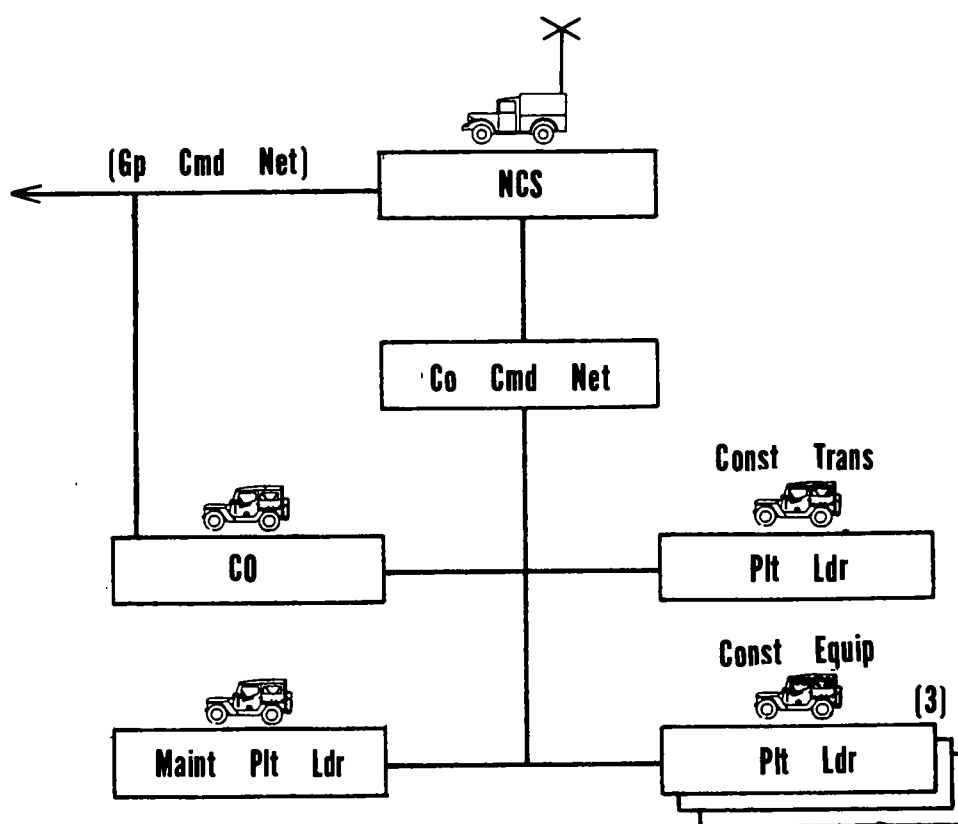 (Gp Cmd Net)
NCS
Co Cmd Net
Const Trans
CO
Plt Ldr
Const Equip
(3)
Maint Plt Ldr
Plt Ldr